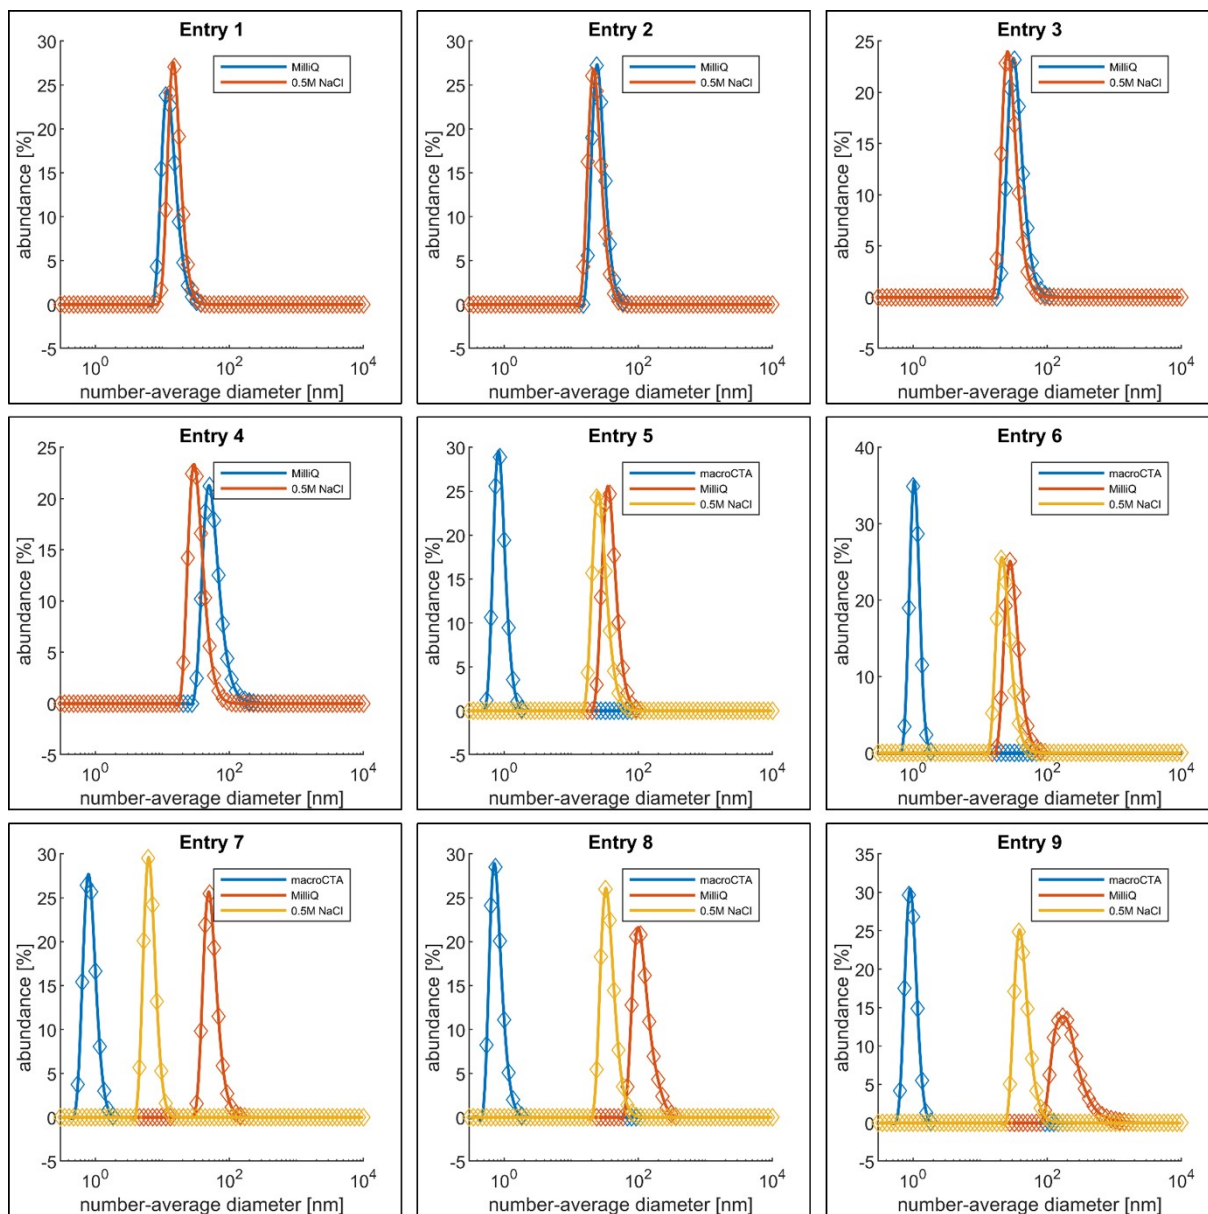 Entry 1
MilliQ
0.5M NaCl
abundance [%]
30
25
20
15
10
5
0
-5
10^0
10^2
10^4
number-average diameter [nm]
Entry 2
MilliQ
0.5M NaCl
abundance [%]
30
25
20
15
10
5
0
-5
10^0
10^2
10^4
number-average diameter [nm]
Entry 3
MilliQ
0.5M NaCl
abundance [%]
25
20
15
10
5
0
-5
10^0
10^2
10^4
number-average diameter [nm]
Entry 4
MilliQ
0.5M NaCl
abundance [%]
25
20
15
10
5
0
-5
10^0
10^2
10^4
number-average diameter [nm]
Entry 5
macroCTA
MilliQ
0.5M NaCl
abundance [%]
30
25
20
15
10
5
0
-5
10^0
10^2
10^4
number-average diameter [nm]
Entry 6
macroCTA
MilliQ
0.5M NaCl
abundance [%]
40
30
20
10
0
10^0
10^2
10^4
number-average diameter [nm]
Entry 7
macroCTA
MilliQ
0.5M NaCl
abundance [%]
30
25
20
15
10
5
0
-5
10^0
10^2
10^4
number-average diameter [nm]
Entry 8
macroCTA
MilliQ
0.5M NaCl
abundance [%]
30
25
20
15
10
5
0
-5
10^0
10^2
10^4
number-average diameter [nm]
Entry 9
macroCTA
MilliQ
0.5M NaCl
abundance [%]
35
30
25
20
15
10
5
0
-5
10^0
10^2
10^4
number-average diameter [nm]